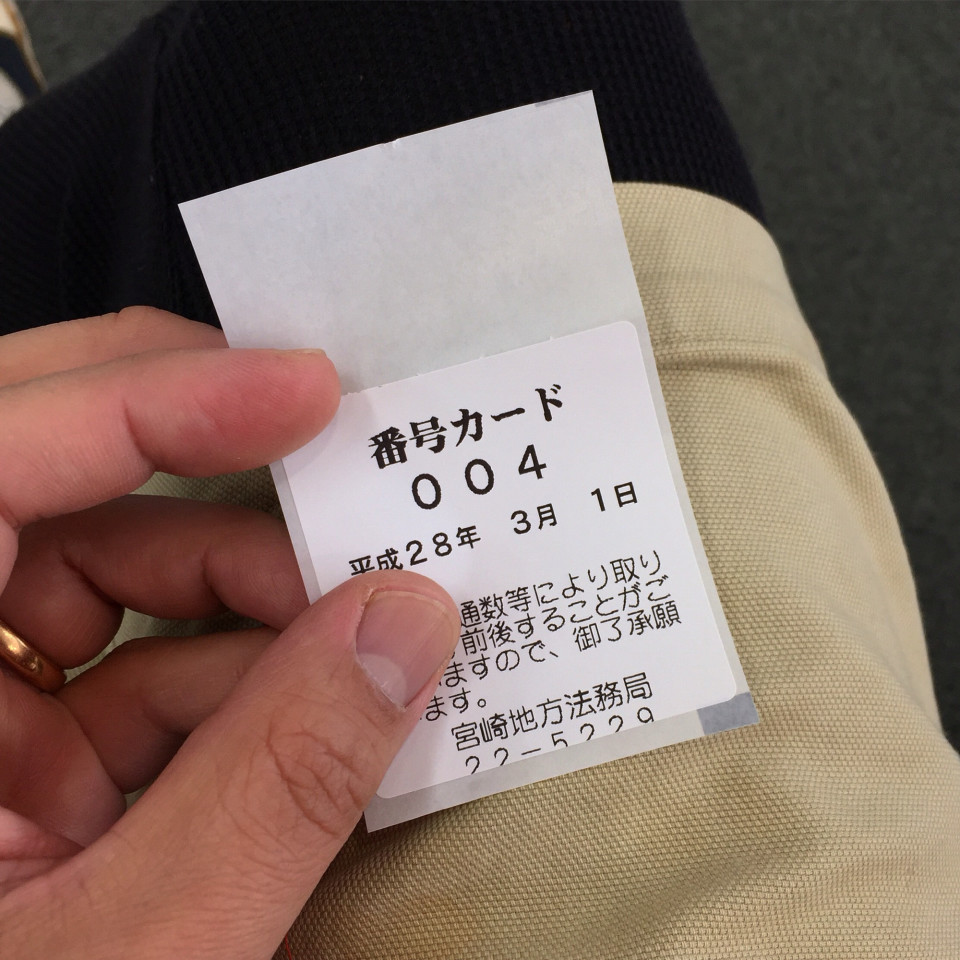 番号カード
004
平成28年 3月 1日
通数等により取り
前後することがご
ますので、御了承願
ます。
宮崎地方法務局
22-5229